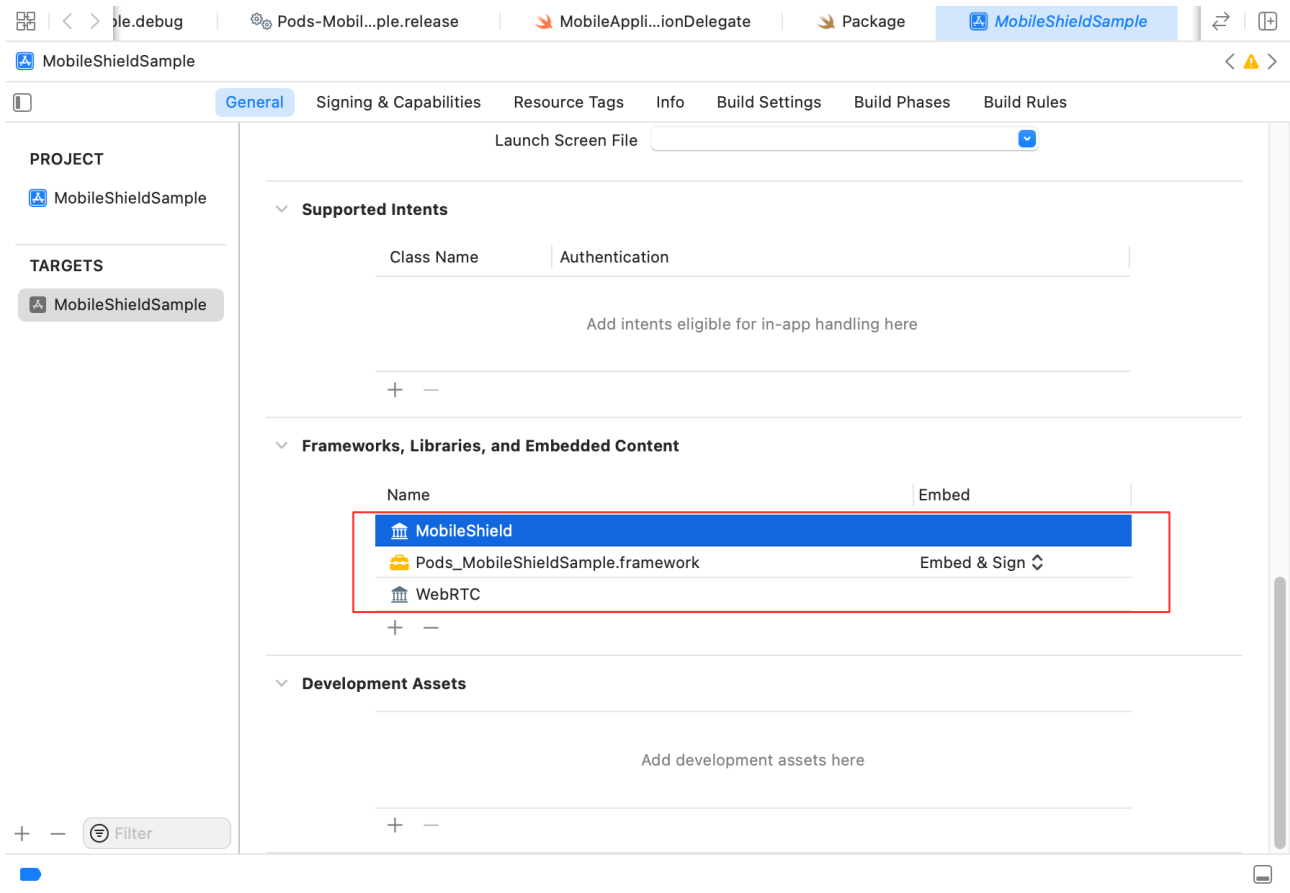 ple.debug
Pods-Mobil...ple.release
MobileAppli...ionDelegate
Package
MobileShieldSample
MobileShieldSample
General
Signing & Capabilities
Resource Tags
Info
Build Settings
Build Phases
Build Rules
PROJECT
MobileShieldSample
TARGETS
MobileShieldSample
Launch Screen File
Supported Intents
Class Name
Authentication
Add intents eligible for in-app handling here
Frameworks, Libraries, and Embedded Content
Name
Embed
MobileShield
Pods_MobileShieldSample.framework
Embed & Sign
WebRTC
Development Assets
Add development assets here
Filter